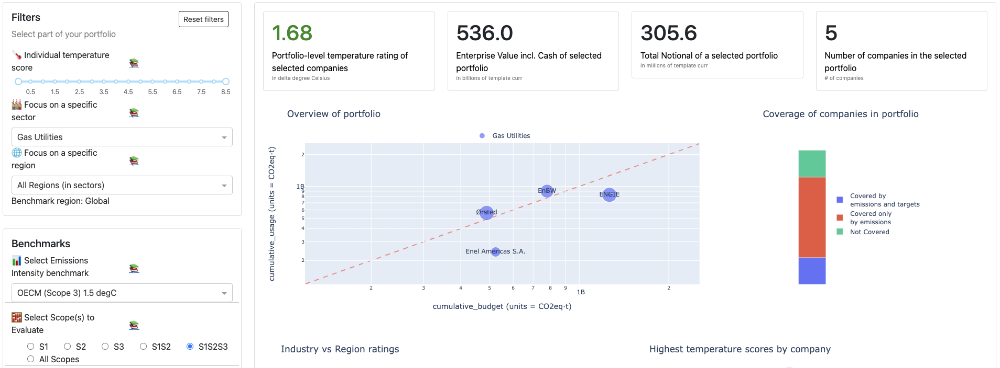 Filters
Reset filters
Select part of your portfolio
Individual temperature
score
0.5 1.5 2.5 3.5 4.5 5.5 6.5 7.5 8.5
Focus on a specific
sector
Gas Utilities
Focus on a specific
region
All Regions (in sectors)
Benchmark region: Global
Benchmarks
Select Emissions
Intensity benchmark
OECM (Scope 3) 1.5 degC
Select Scope(s) to
Evaluate
S1 S2 S3 S1S2 S1S2S3
All Scopes
1.68
Portfolio-level temperature rating of
selected companies
in delta degree Celsius
536.0
Enterprise Value incl. Cash of selected
portfolio
in billions of template curr
305.6
Total Notional of a selected portfolio
in millions of template curr
5
Number of companies in the selected
portfolio
# of companies
Overview of portfolio
Gas Utilities
cumulative_usage (units = CO2eq·t)
2
1B
9
8
7
6
5
4
3
2
EnBW
ENGIE
Ørsted
Enel Americas S.A.
2 3 4 5 6 7 8 9 1B 2
cumulative_budget (units = CO2eq·t)
Coverage of companies in portfolio
Covered by
emissions and targets
Covered only
by emissions
Not Covered
Industry vs Region ratings
Highest temperature scores by company